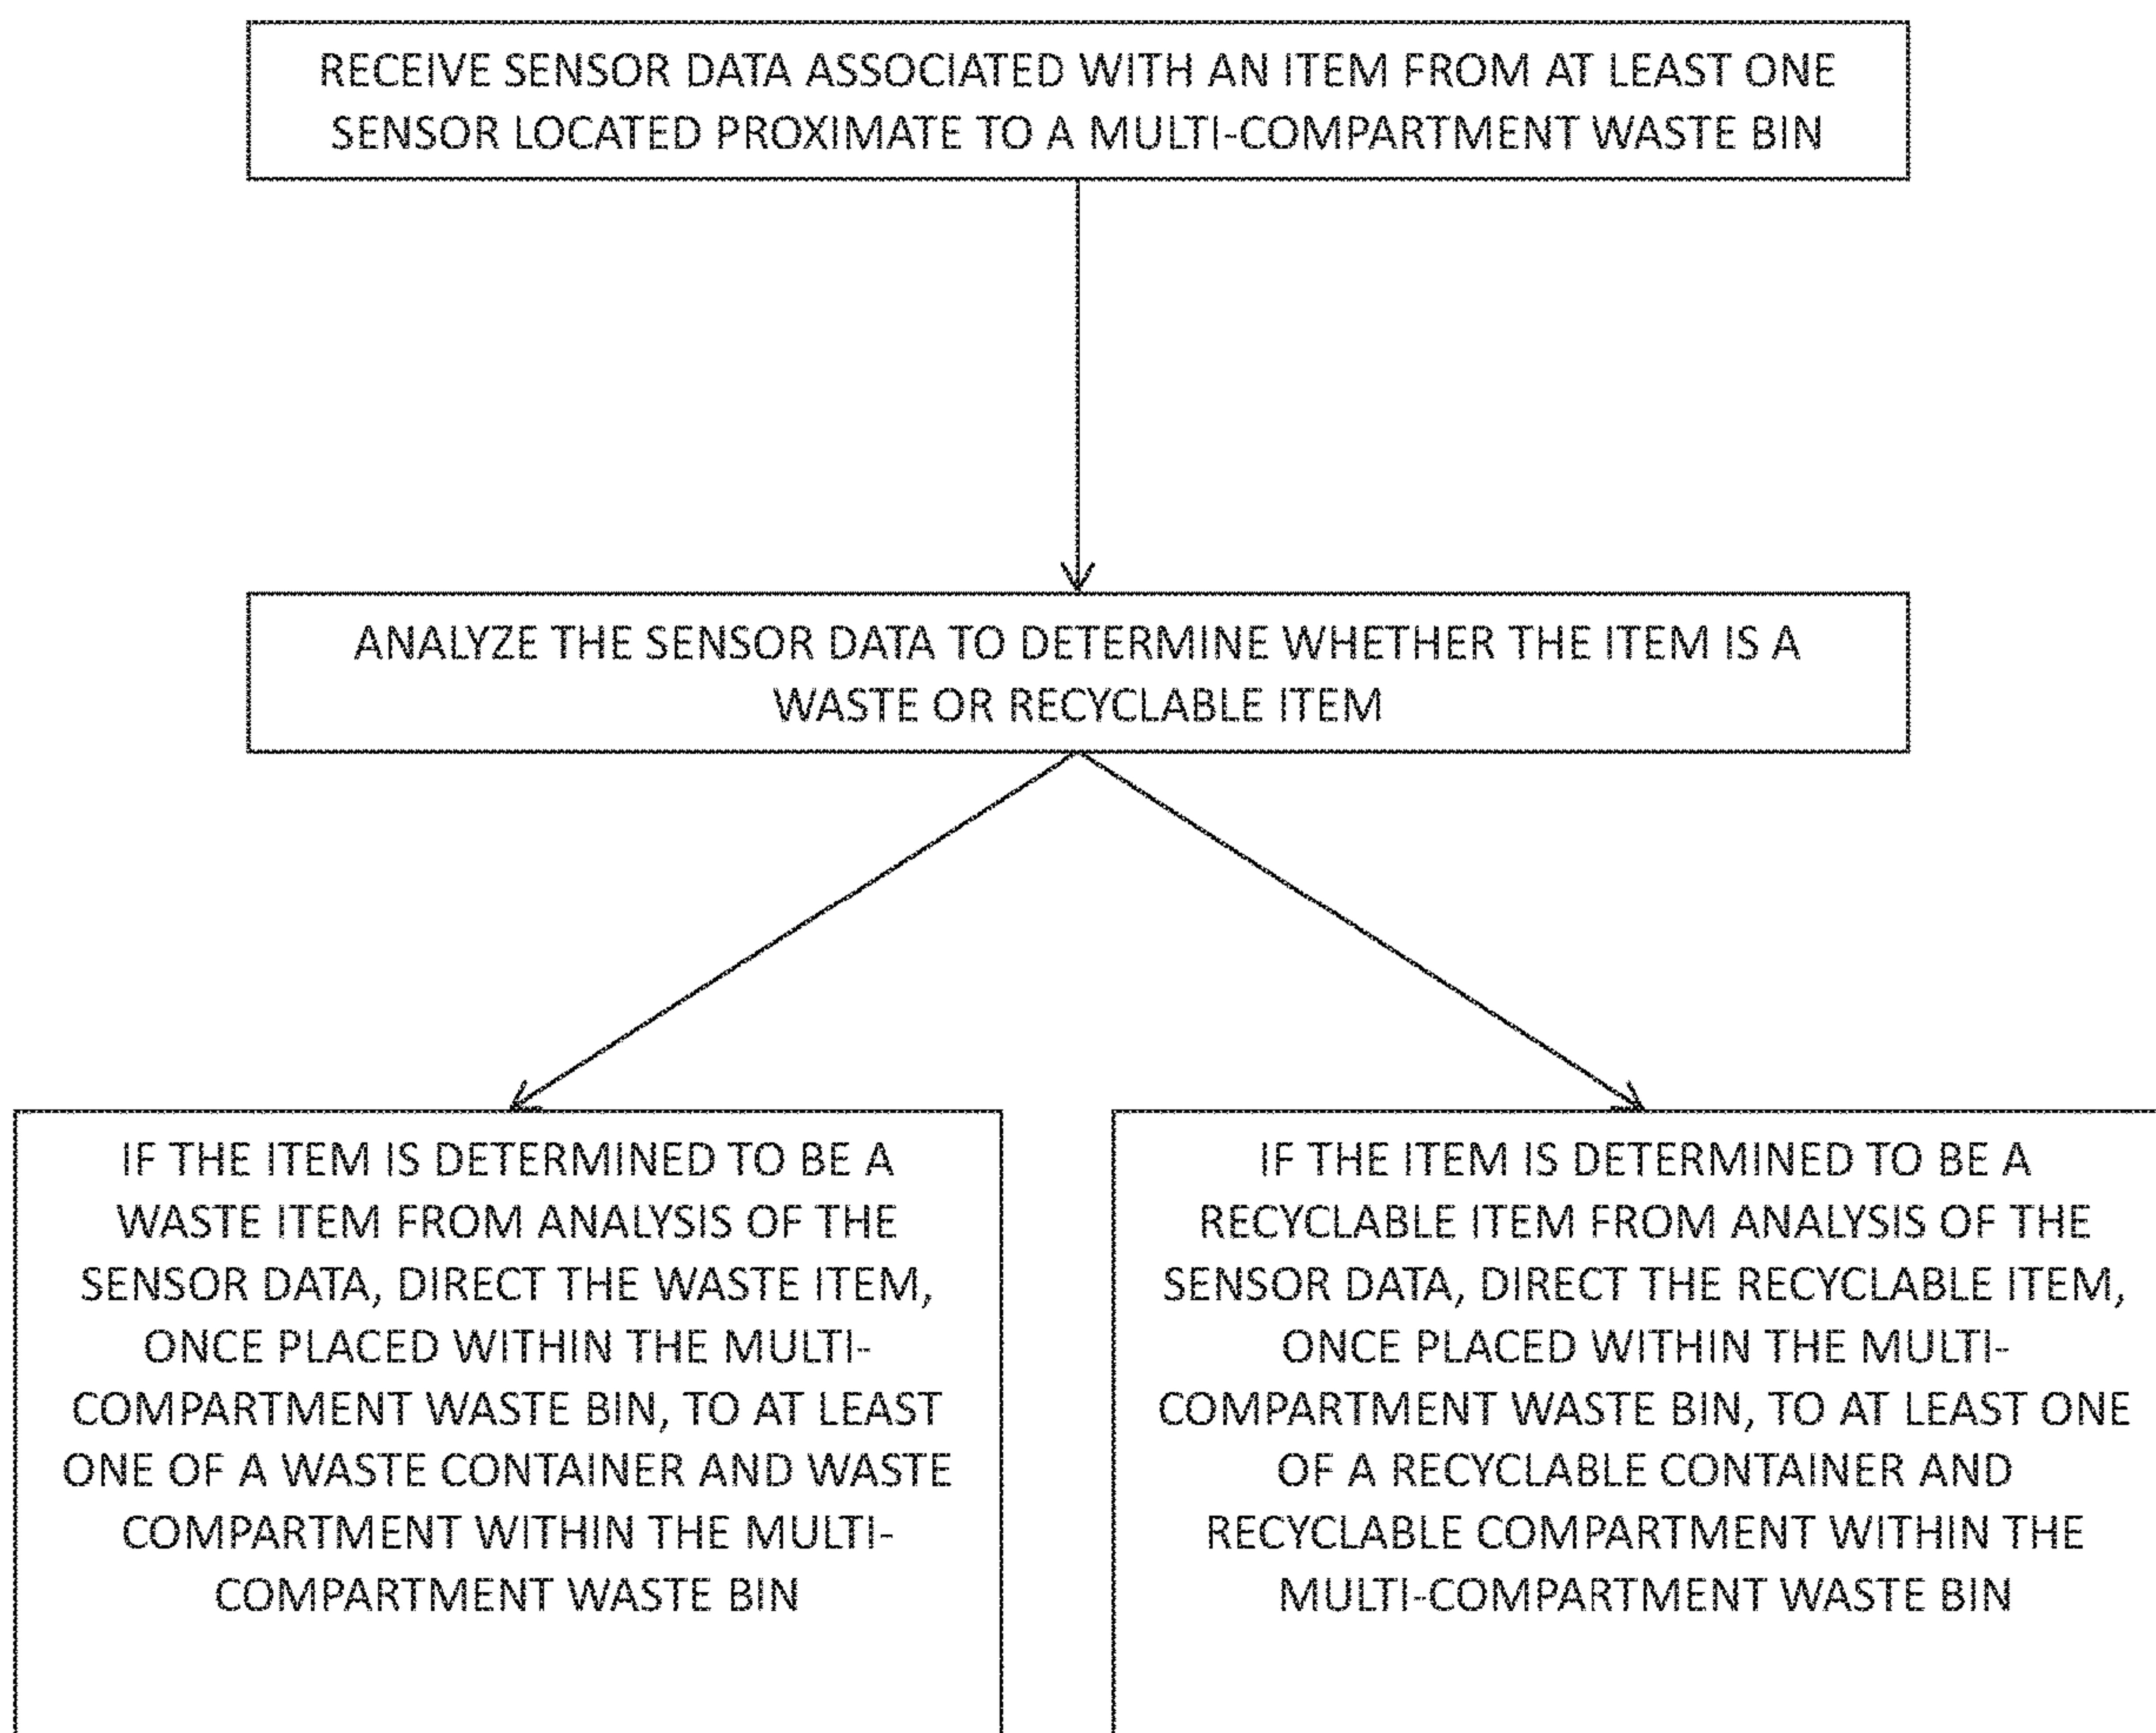 RECEIVE SENSOR DATA ASSOCIATED WITH AN ITEM FROM AT LEAST ONE
SENSOR LOCATED PROXIMATE TO A MULTI-COMPARTMENT WASTE BIN
ANALYZE THE SENSOR DATA TO DETERMINE WHETHER THE ITEM IS A
WASTE OR RECYCLABLE ITEM
IF THE ITEM IS DETERMINED TO BE A
WASTE ITEM FROM ANALYSIS OF THE
SENSOR DATA, DIRECT THE WASTE ITEM,
ONCE PLACED WITHIN THE MULTI-
COMPARTMENT WASTE BIN, TO AT LEAST
ONE OF A WASTE CONTAINER AND WASTE
COMPARTMENT WITHIN THE MULTI-
COMPARTMENT WASTE BIN
IF THE ITEM IS DETERMINED TO BE A
RECYCLABLE ITEM FROM ANALYSIS OF THE
SENSOR DATA, DIRECT THE RECYCLABLE ITEM,
ONCE PLACED WITHIN THE MULTI-
COMPARTMENT WASTE BIN, TO AT LEAST ONE
OF A RECYCLABLE CONTAINER AND
RECYCLABLE COMPARTMENT WITHIN THE
MULTI-COMPARTMENT WASTE BIN